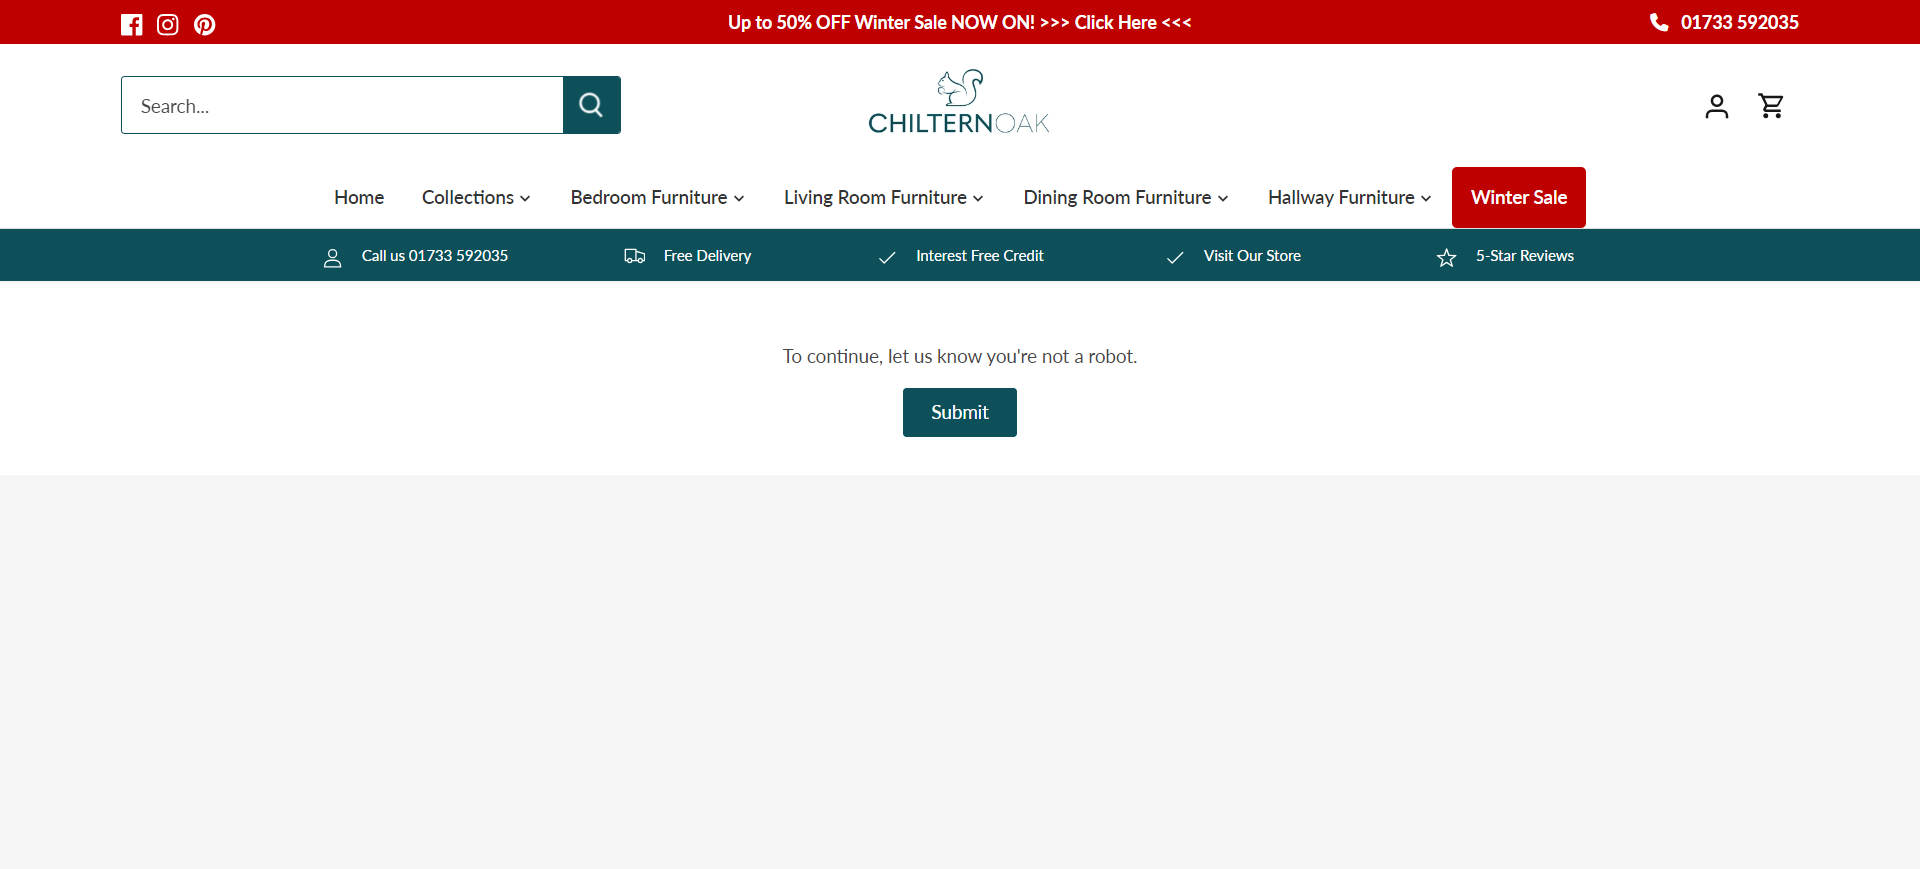 Up to 50% OFF Winter Sale NOW ON! >>> Click Here <<<
01733 592035
Search...
CHILTERNOAK
Home
Collections
Bedroom Furniture
Living Room Furniture
Dining Room Furniture
Hallway Furniture
Winter Sale
Call us 01733 592035
Free Delivery
Interest Free Credit
Visit Our Store
5-Star Reviews
To continue, let us know you're not a robot.
Submit